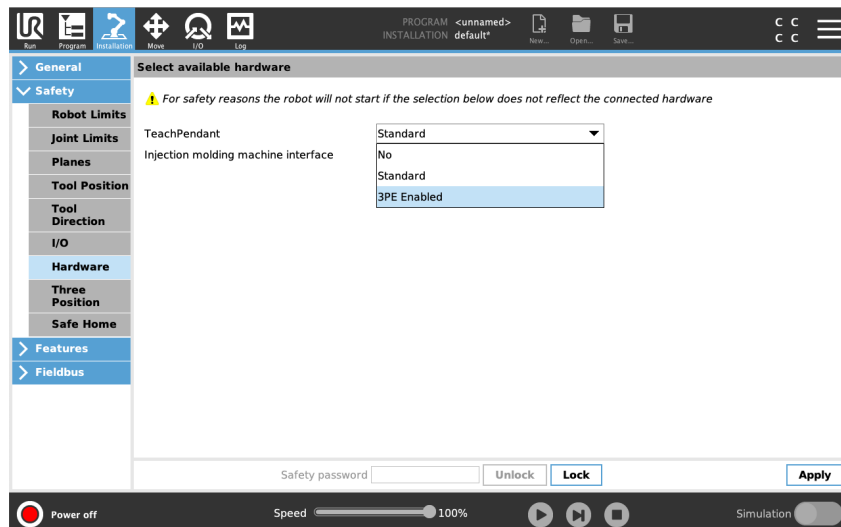 UR
PROGRAM <unnamed>
INSTALLATION default*
Run Program Installation Move I/O Log New... Open... Save...
C C
C C
General
Select available hardware
Safety
! For safety reasons the robot will not start if the selection below does not reflect the connected hardware
Robot Limits
Joint Limits
Planes
Tool Position
Tool
Direction
I/O
Hardware
Three
Position
Safe Home
Features
Fieldbus
TeachPendant Standard
Injection molding machine interface No
Standard
3PE Enabled
Safety password Unlock Lock Apply
Power off Speed 100% Simulation